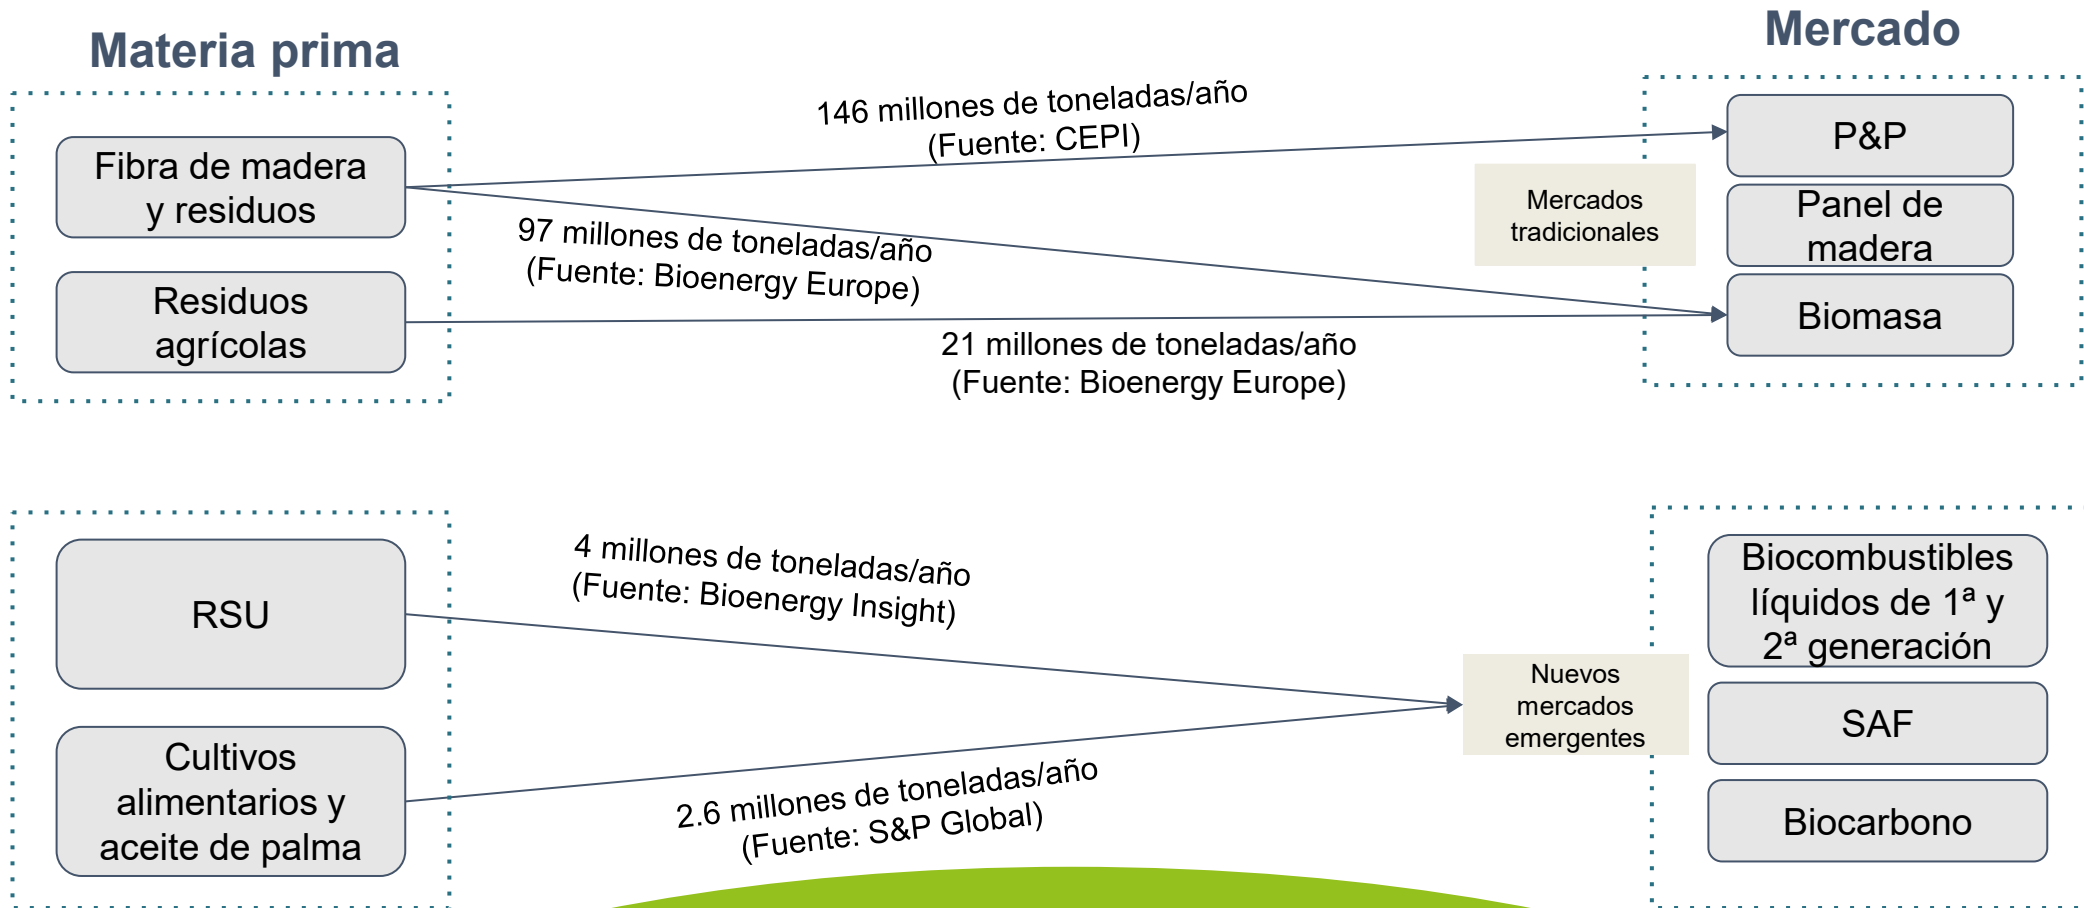 Materia prima
Mercado
Fibra de madera
y residuos
146 millones de toneladas/año
(Fuente: CEPI)
P&P
Mercados
tradicionales
Panel de
madera
97 millones de toneladas/año
(Fuente: Bioenergy Europe)
Residuos
agrícolas
Biomasa
21 millones de toneladas/año
(Fuente: Bioenergy Europe)
RSU
4 millones de toneladas/año
(Fuente: Bioenergy Insight)
Biocombustibles
líquidos de 1ª y
2ª generación
Nuevos
mercados
emergentes
SAF
Cultivos
alimentarios y
aceite de palma
2.6 millones de toneladas/año
(Fuente: S&P Global)
Biocarbono